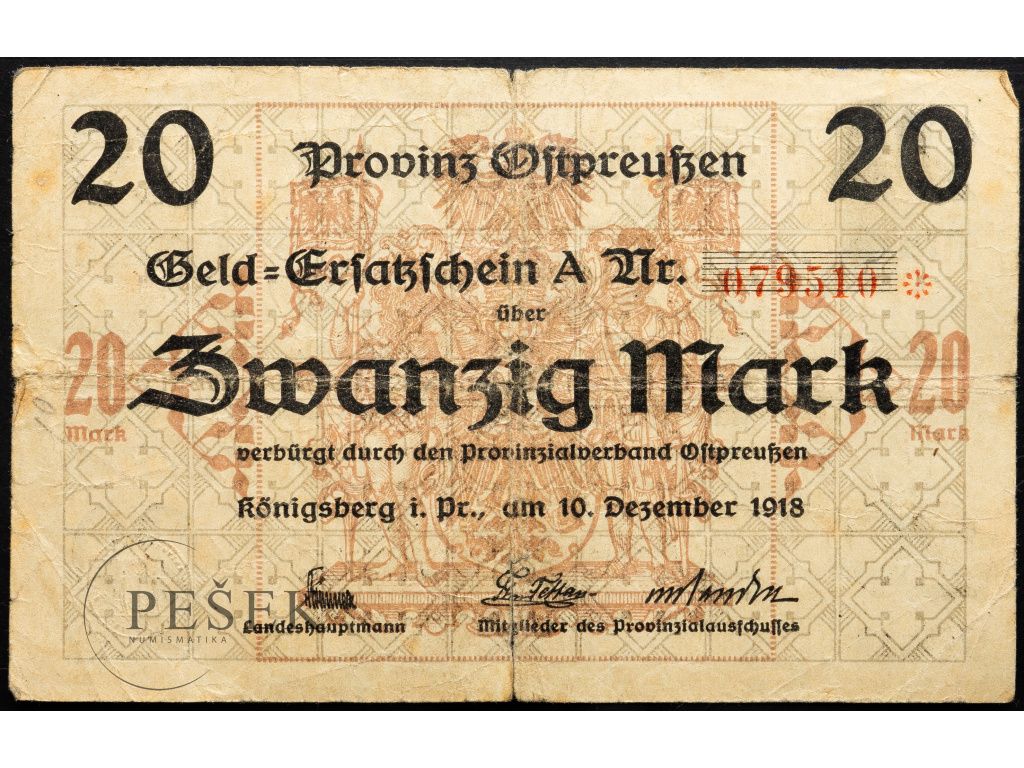 20 20
Provinz Ostpreußen
Geld=Ersatzschein A Nr. 079510
über
20 Zwanzig Mark 20
Mark Mark
verbürgt durch den Provinzialverband Ostpreußen
Königsberg i. Pr., am 10. Dezember 1918
PEŠEK
NUMISMATIKA
Landeshauptmann Mitglieder des Provinzialausschusses